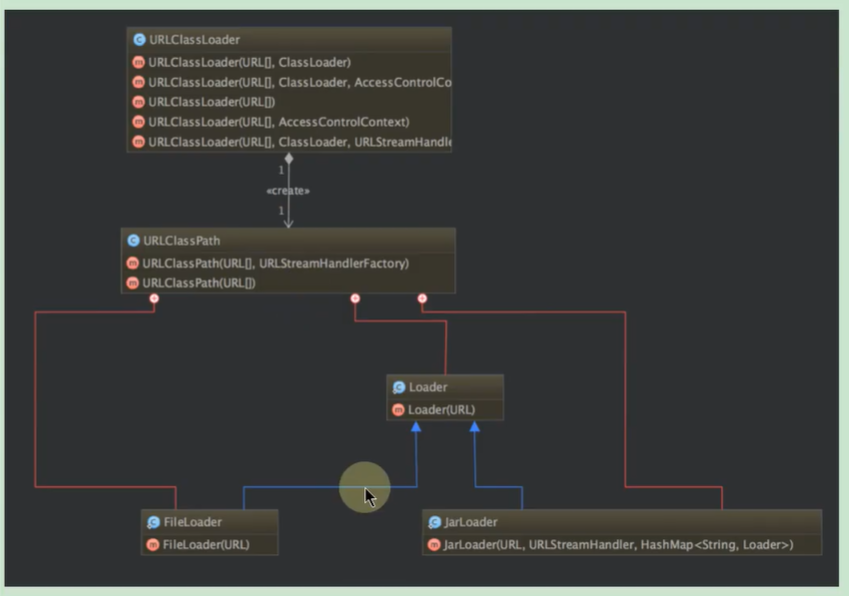 URLClassLoader
URLClassLoader(URL[], ClassLoader)
URLClassLoader(URL[], ClassLoader, AccessControlCo
URLClassLoader(URL[])
URLClassLoader(URL[], AccessControlContext)
URLClassLoader(URL[], ClassLoader, URLStreamHandle
1
«create»
1
URLClassPath
URLClassPath(URL[], URLStreamHandlerFactory)
URLClassPath(URL[])
Loader
Loader(URL)
FileLoader
FileLoader(URL)
JarLoader
JarLoader(URL, URLStreamHandler, HashMap<String, Loader>)